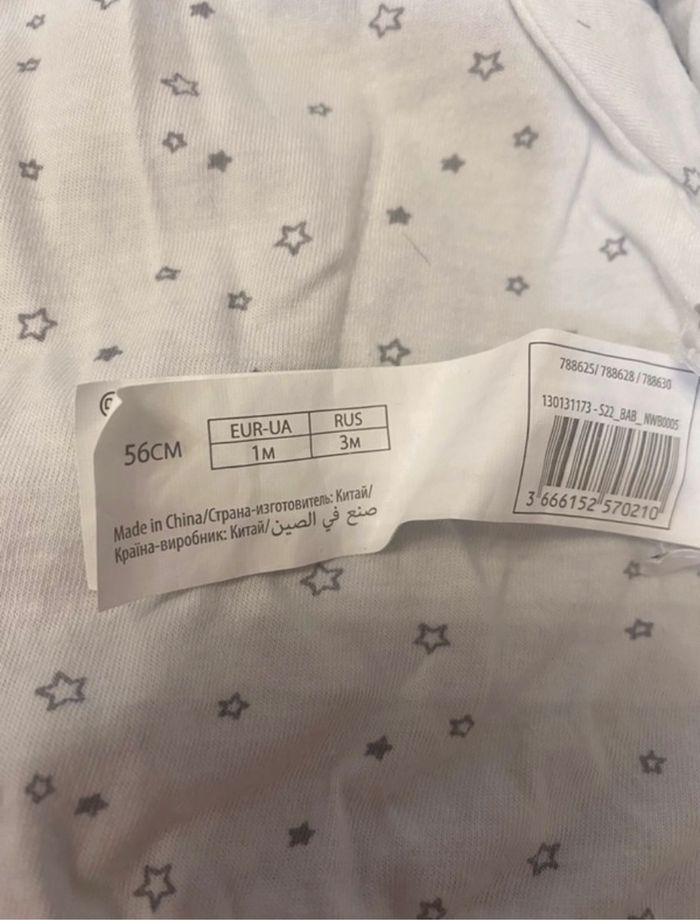 56CM
EUR-UA RUS
1M 3M
Made in China/Страна-изготовитель: Китай/
Країна-виробник: Китай/صنع في الصين
788625/788628/788630
130131173-S22_BAB_NWB0005
3 666152 570210